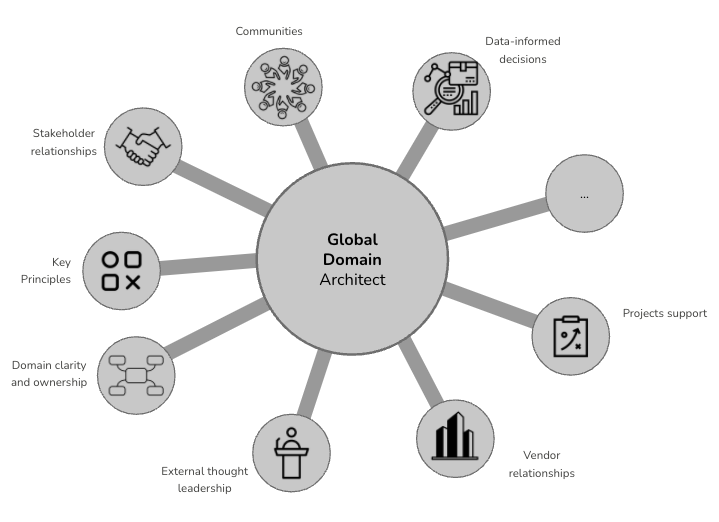 Communities
Data-informed
decisions
Stakeholder
relationships
...
Global
Domain
Architect
Key
Principles
Projects support
Domain clarity
and ownership
External thought
leadership
Vendor
relationships